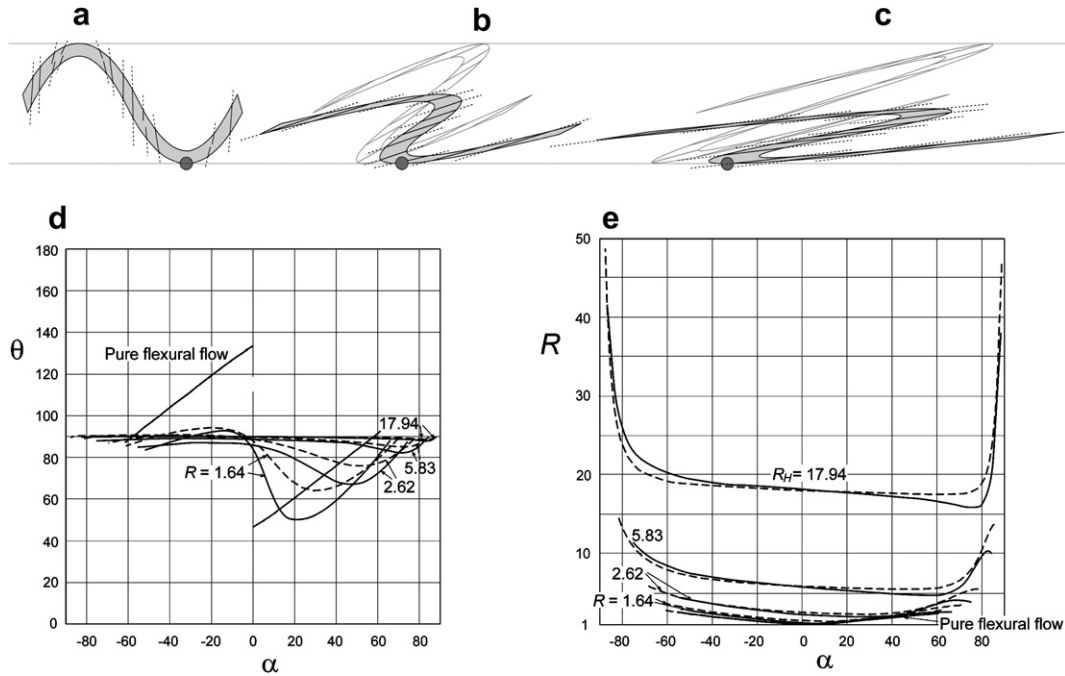 a b c
d e
180
160
140
120
100
80
60
40
20
0
θ
Pure flexural flow
17.94
5.83
2.62
R = 1.64
-80 -60 -40 -20 0 20 40 60 80
α
50
40
30
20
10
1
R
R_H = 17.94
5.83
2.62
R = 1.64
Pure flexural flow
-80 -60 -40 -20 0 20 40 60 80
α